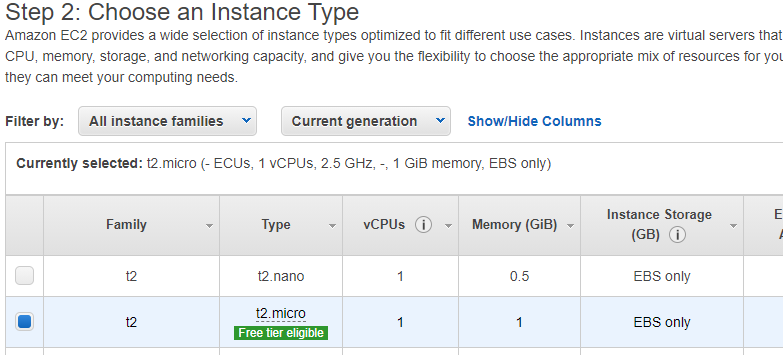 Step 2: Choose an Instance Type
Amazon EC2 provides a wide selection of instance types optimized to fit different use cases. Instances are virtual servers that
CPU, memory, storage, and networking capacity, and give you the flexibility to choose the appropriate mix of resources for
they can meet your computing needs.
Filter by: All instance families Current generation Show/Hide Columns
Currently selected: t2.micro (- ECUs, 1 vCPUs, 2.5 GHz, -, 1 GiB memory, EBS only)
Family Type vCPUs Memory (GiB) Instance Storage
(GB)
t2 t2.nano 1 0.5 EBS only
t2 t2.micro 1 1 EBS only
Free tier eligible